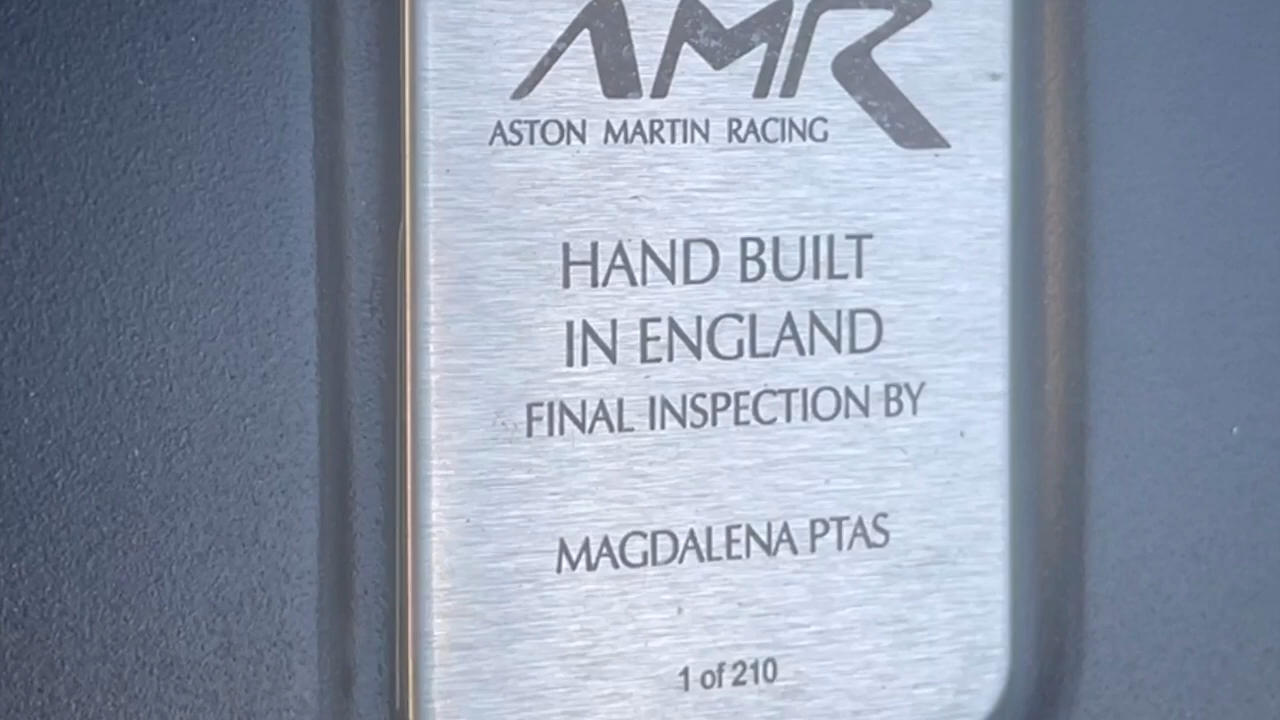 AMR
ASTON MARTIN RACING
HAND BUILT
IN ENGLAND
FINAL INSPECTION BY
MAGDALENA PTAS
1 of 210